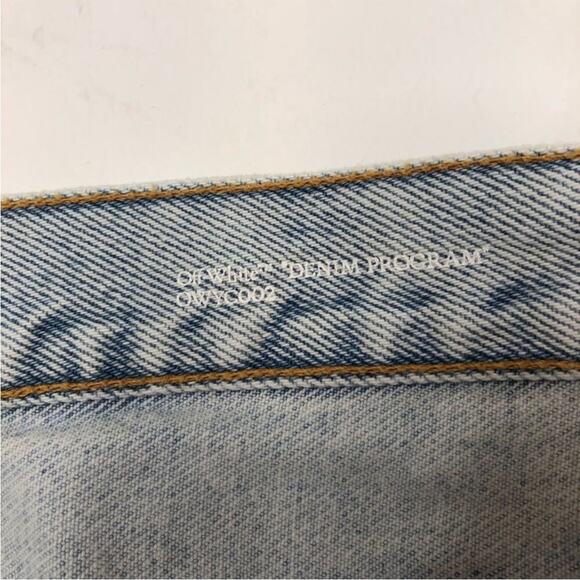 Off-White™ "DENIM PROGRAM"
OWYC002